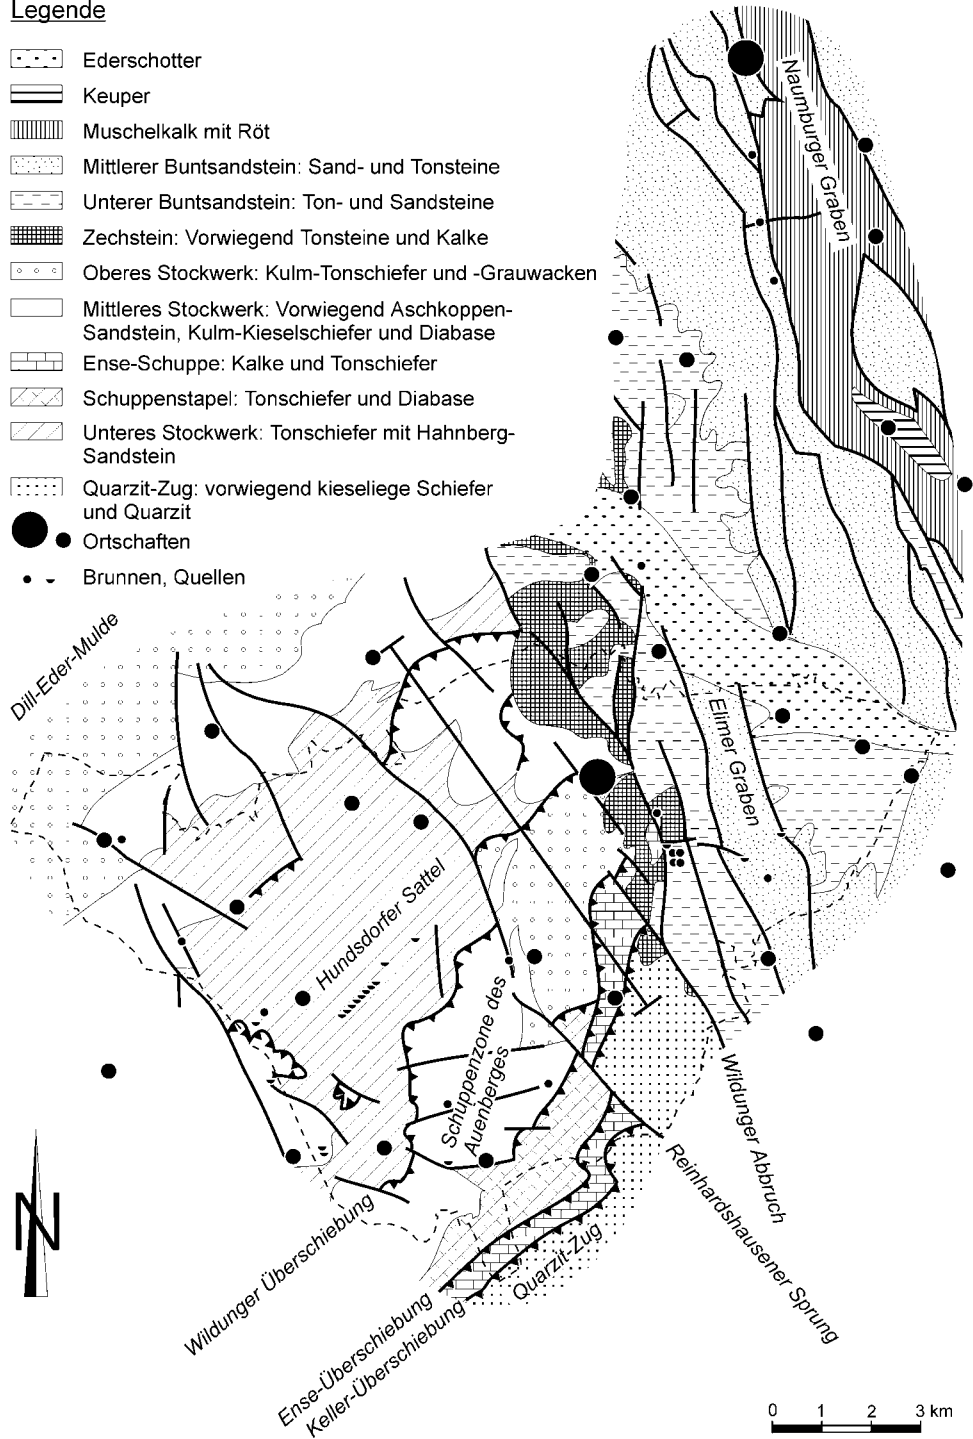 Legende
Ederschotter
Keuper
Muschelkalk mit Röt
Mittlerer Buntsandstein: Sand- und Tonsteine
Unterer Buntsandstein: Ton- und Sandsteine
Zechstein: Vorwiegend Tonsteine und Kalke
Oberes Stockwerk: Kulm-Tonschiefer und -Grauwacken
Mittleres Stockwerk: Vorwiegend Aschkoppen-
Sandstein, Kulm-Kieselschiefer und Diabase
Ense-Schuppe: Kalke und Tonschiefer
Schuppenstapel: Tonschiefer und Diabase
Unteres Stockwerk: Tonschiefer mit Hahnberg-
Sandstein
Quarzit-Zug: vorwiegend kieseliege Schiefer
und Quarzit
Ortschaften
Brunnen, Quellen
Naumburger Graben
Dill-Eder-Mulde
Elimer Graben
Hundsdorfer Sattel
Schuppenzone des
Auenberges
Wildunger Abbruch
Reinhardshausener Sprung
Quarzit-Zug
Wildunger Überschiebung
Ense-Überschiebung
Keller-Überschiebung
N
0 1 2 3 km